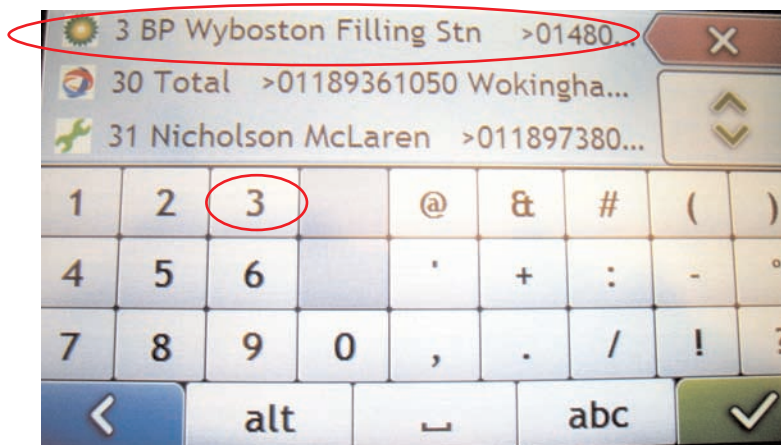 3 BP Wyboston Filling Stn >01480...
30 Total >01189361050 Wokingha...
31 Nicholson McLaren >011897380...
1 2 3 @ & # ( )
4 5 6 ' + : - °
7 8 9 0 , . / ! ?
alt abc